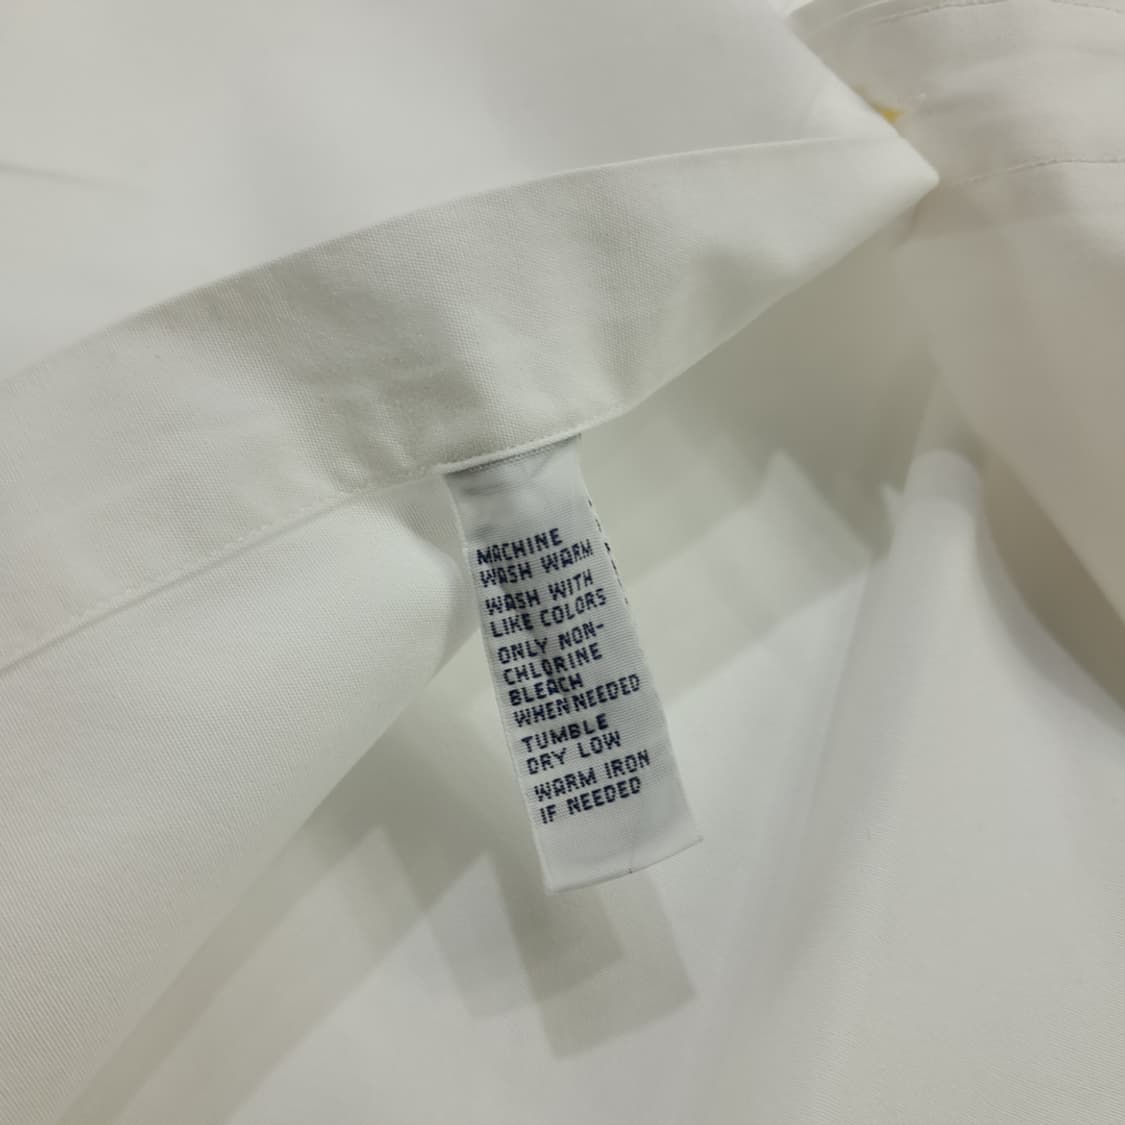 MACHINE
WASH WARM
WASH WITH
LIKE COLORS
ONLY NON-
CHLORINE
BLEACH
WHEN NEEDED
TUMBLE
DRY LOW
WARM IRON
IF NEEDED